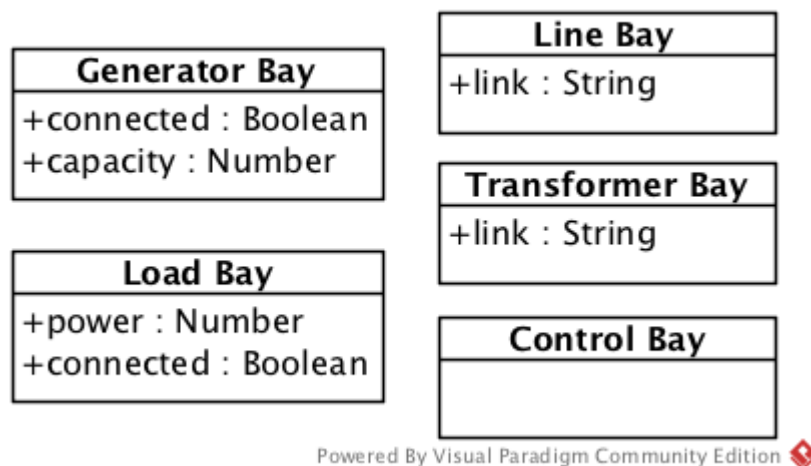 Generator Bay
+connected : Boolean
+capacity : Number
Load Bay
+power : Number
+connected : Boolean
Line Bay
+link : String
Transformer Bay
+link : String
Control Bay
Powered By Visual Paradigm Community Edition